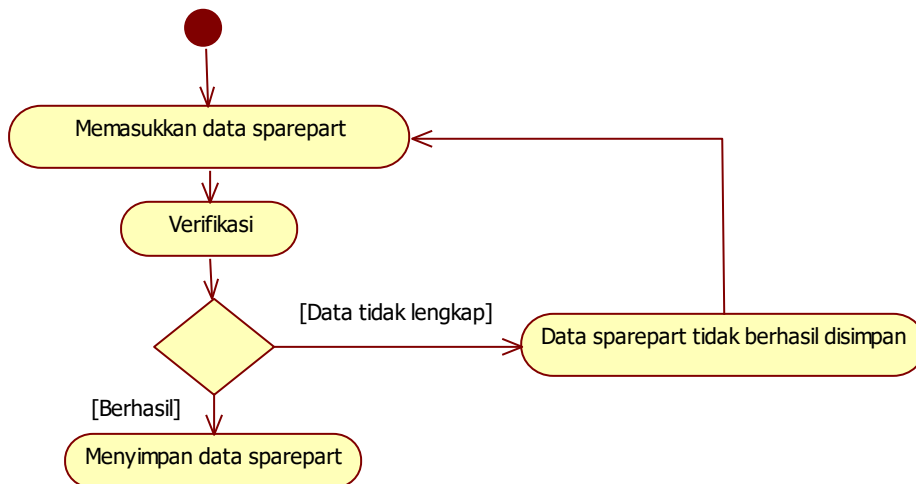 Memasukkan data sparepart
Verifikasi
[Data tidak lengkap]
Data sparepart tidak berhasil disimpan
[Berhasil]
Menyimpan data sparepart